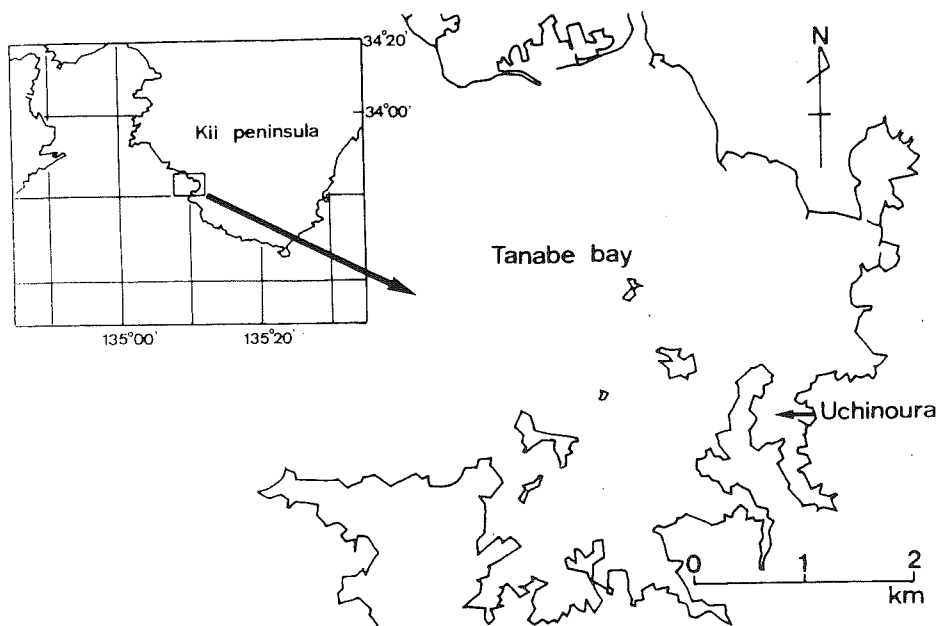 34°20'
34°00'
Kii peninsula
135°00'
135°20'
N
Tanabe bay
Uchinoura
0 1 2
km